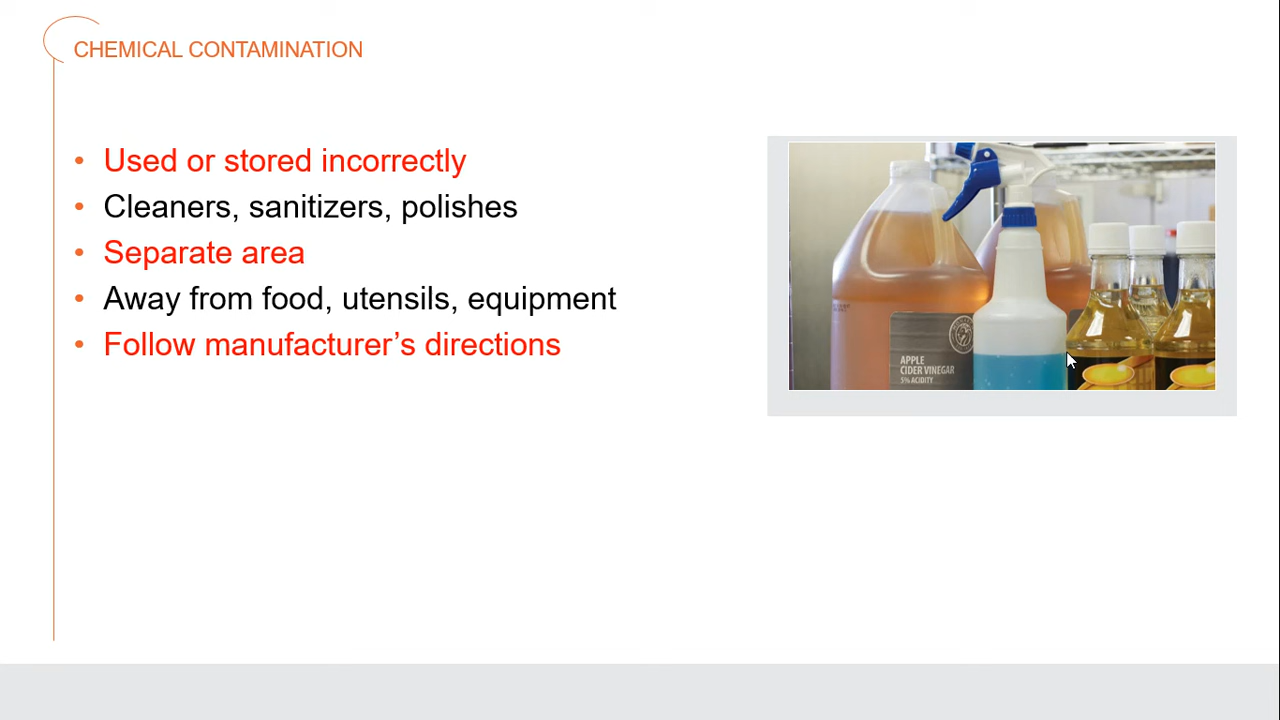 CHEMICAL CONTAMINATION
• Used or stored incorrectly
• Cleaners, sanitizers, polishes
• Separate area
• Away from food, utensils, equipment
• Follow manufacturer’s directions
APPLE
CIDER VINEGAR
5% ACIDITY